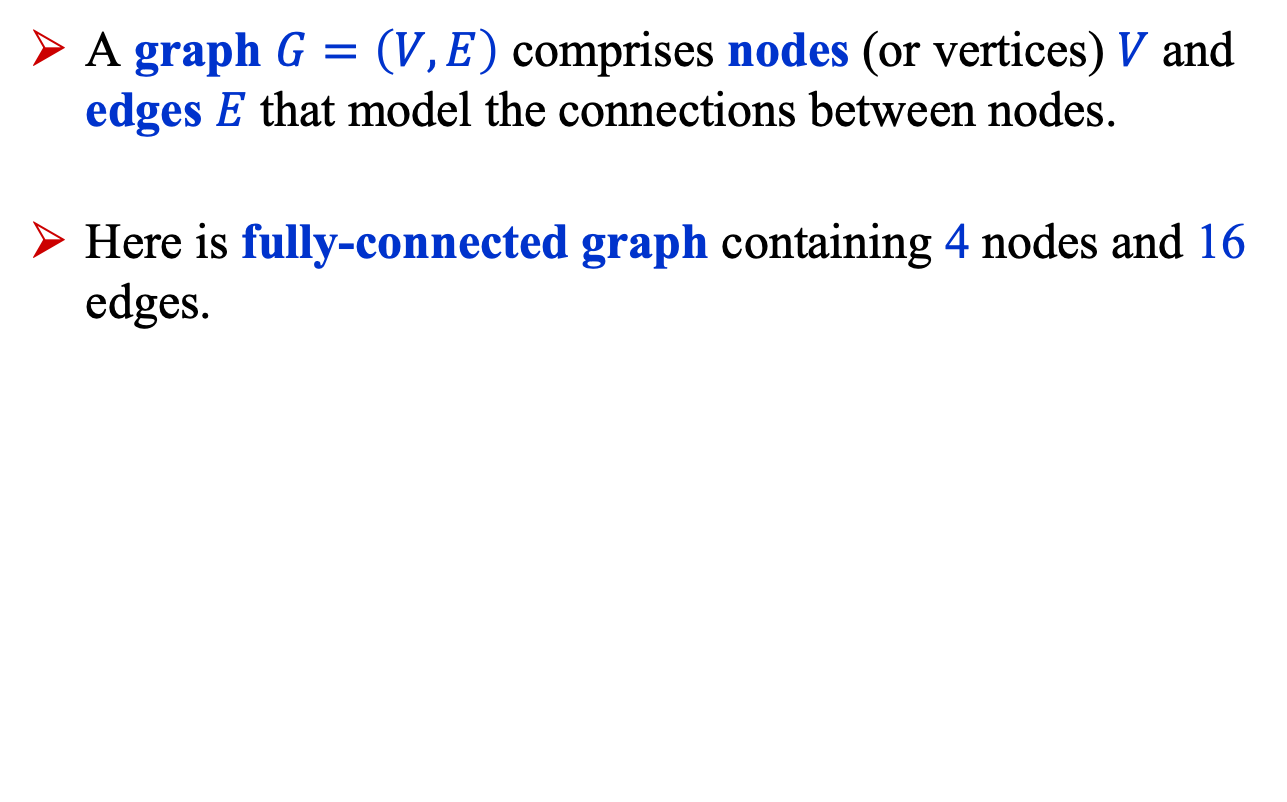 ➢ A graph G = (V, E) comprises nodes (or vertices) V and
edges E that model the connections between nodes.
➢ Here is fully-connected graph containing 4 nodes and 16
edges.